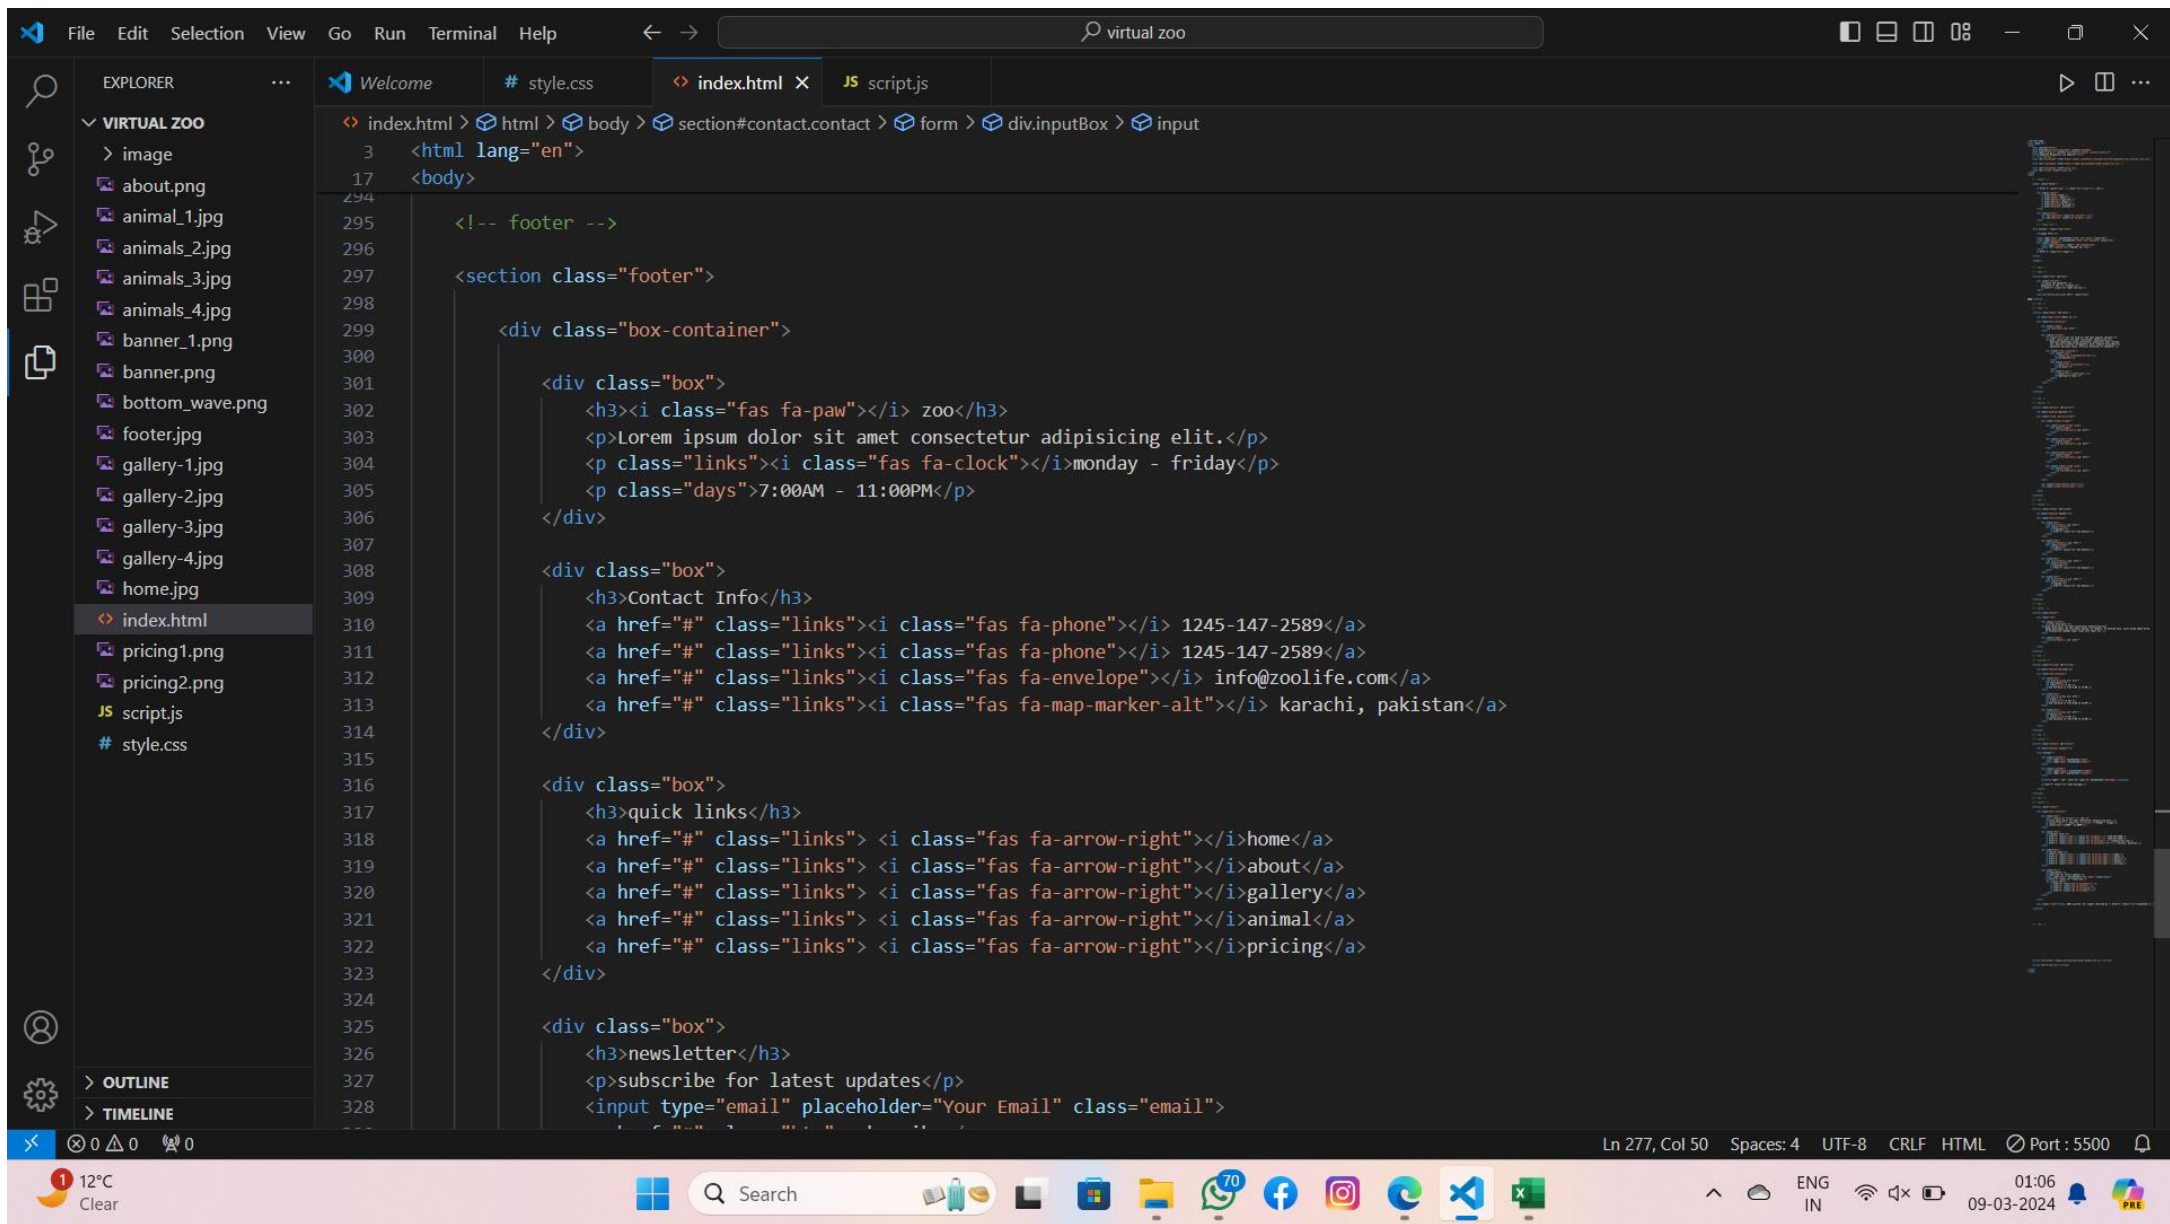 File Edit Selection View Go Run Terminal Help virtual zoo
EXPLORER Welcome # style.css <> index.html JS script.js
VIRTUAL ZOO
image
about.png
animal_1.jpg
animals_2.jpg
animals_3.jpg
animals_4.jpg
banner_1.png
banner.png
bottom_wave.png
footer.jpg
gallery-1.jpg
gallery-2.jpg
gallery-3.jpg
gallery-4.jpg
home.jpg
<> index.html
pricing1.png
pricing2.png
JS script.js
# style.css
OUTLINE
TIMELINE
<> index.html > html > body > section#contact.contact > form > div.inputBox > input
3 <html lang="en">
17 <body>
294
295 <!-- footer -->
296
297 <section class="footer">
298
299 <div class="box-container">
300
301 <div class="box">
302 <h3><i class="fas fa-paw"></i> zoo</h3>
303 <p>Lorem ipsum dolor sit amet consectetur adipisicing elit.</p>
304 <p class="links"><i class="fas fa-clock"></i>monday - friday</p>
305 <p class="days">7:00AM - 11:00PM</p>
306 </div>
307
308 <div class="box">
309 <h3>Contact Info</h3>
310 <a href="#" class="links"><i class="fas fa-phone"></i> 1245-147-2589</a>
311 <a href="#" class="links"><i class="fas fa-phone"></i> 1245-147-2589</a>
312 <a href="#" class="links"><i class="fas fa-envelope"></i> info@zoolife.com</a>
313 <a href="#" class="links"><i class="fas fa-map-marker-alt"></i> karachi, pakistan</a>
314 </div>
315
316 <div class="box">
317 <h3>quick links</h3>
318 <a href="#" class="links"> <i class="fas fa-arrow-right"></i>home</a>
319 <a href="#" class="links"> <i class="fas fa-arrow-right"></i>about</a>
320 <a href="#" class="links"> <i class="fas fa-arrow-right"></i>gallery</a>
321 <a href="#" class="links"> <i class="fas fa-arrow-right"></i>animal</a>
322 <a href="#" class="links"> <i class="fas fa-arrow-right"></i>pricing</a>
323 </div>
324
325 <div class="box">
326 <h3>newsletter</h3>
327 <p>subscribe for latest updates</p>
328 <input type="email" placeholder="Your Email" class="email">
0 0 0 Ln 277, Col 50 Spaces: 4 UTF-8 CRLF HTML Port : 5500
1 12°C
Clear
Search
70
PRE
ENG
IN
01:06
09-03-2024